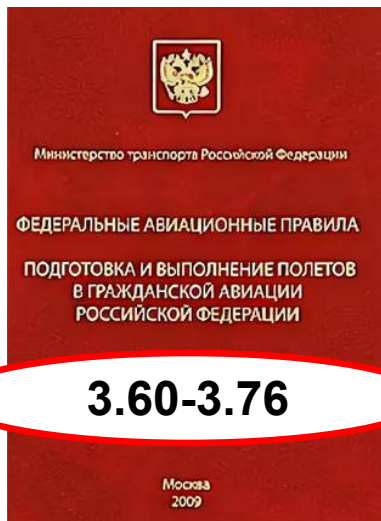 Министерство транспорта Российской Федерации
ФЕДЕРАЛЬНЫЕ АВИАЦИОННЫЕ ПРАВИЛА
ПОДГОТОВКА И ВЫПОЛНЕНИЕ ПОЛЕТОВ
В ГРАЖДАНСКОЙ АВИАЦИИ
РОССИЙСКОЙ ФЕДЕРАЦИИ
3.60-3.76
Москва
2009